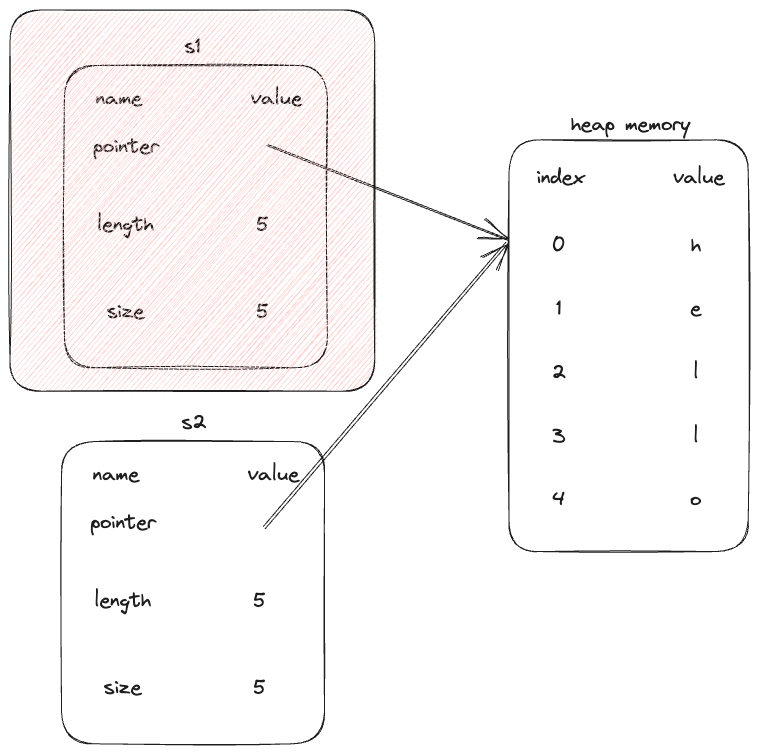 s1
name value
pointer
length 5
size 5
s2
name value
pointer
length 5
size 5
heap memory
index value
0 h
1 e
2 l
3 l
4 o